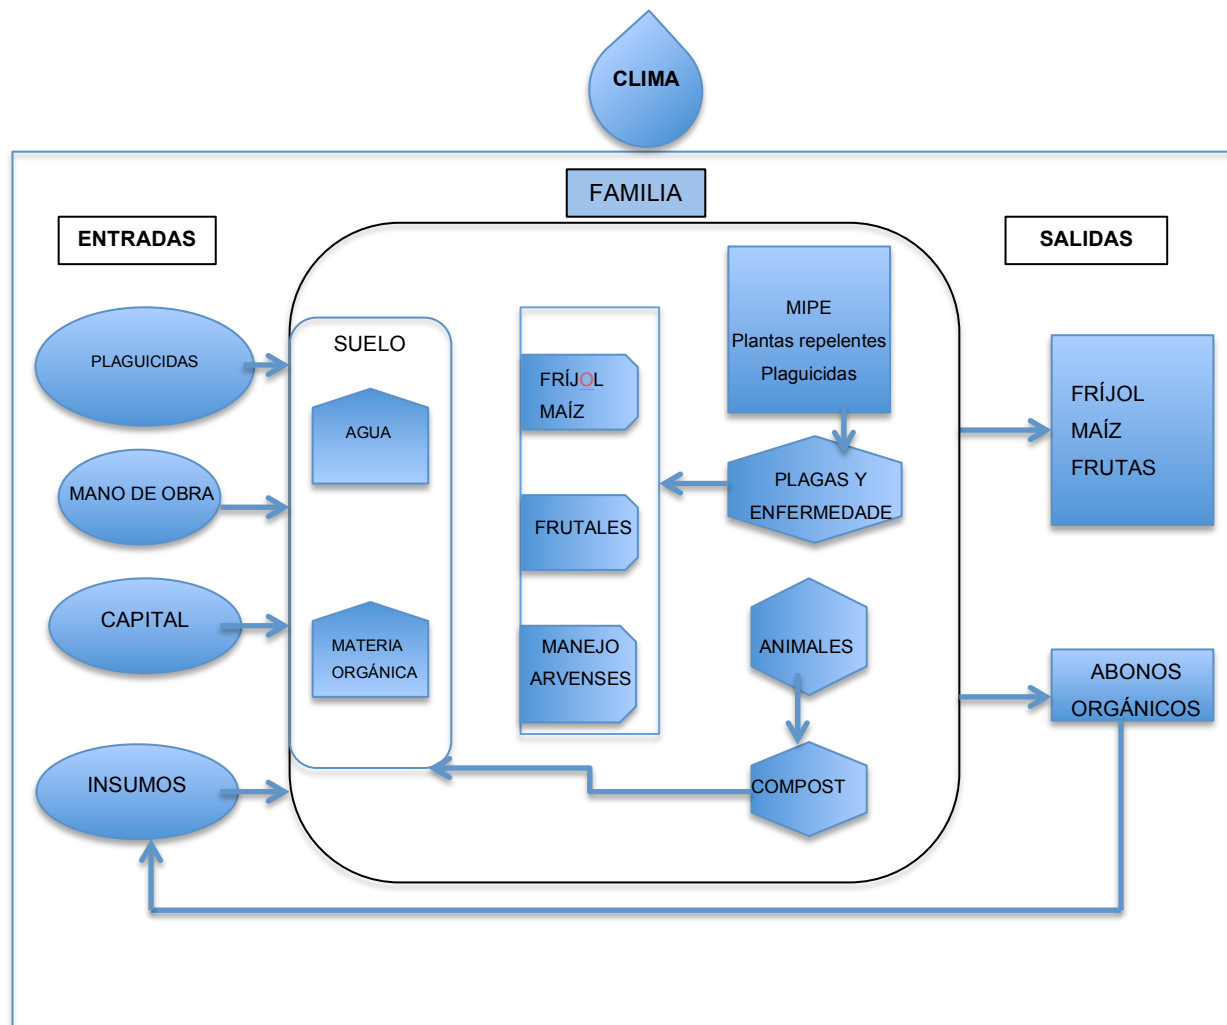 CLIMA
FAMILIA
ENTRADAS
SALIDAS
PLAGUICIDAS
MANO DE OBRA
CAPITAL
INSUMOS
SUELO
AGUA
MATERIA
ORGÁNICA
FRÍJOL
MAÍZ
FRUTALES
MANEJO
ARVENSES
MIPE
Plantas repelentes
Plaguicidas
PLAGAS Y
ENFERMEDADE
ANIMALES
COMPOST
FRÍJOL
MAÍZ
FRUTAS
ABONOS
ORGÁNICOS